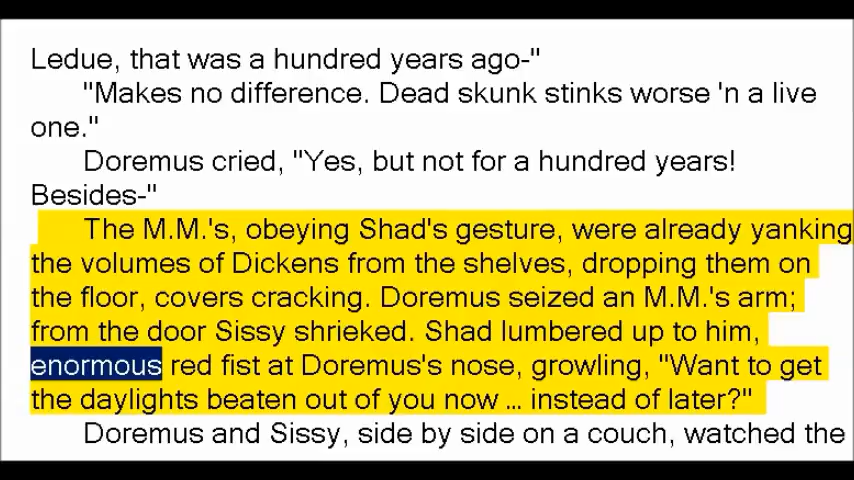 Ledue, that was a hundred years ago-"
"Makes no difference. Dead skunk stinks worse 'n a live
one."
Doremus cried, "Yes, but not for a hundred years!
Besides-"
The M.M.'s, obeying Shad's gesture, were already yanking
the volumes of Dickens from the shelves, dropping them on
the floor, covers cracking. Doremus seized an M.M.'s arm;
from the door Sissy shrieked. Shad lumbered up to him,
enormous red fist at Doremus's nose, growling, "Want to get
the daylights beaten out of you now ... instead of later?"
Doremus and Sissy, side by side on a couch, watched the